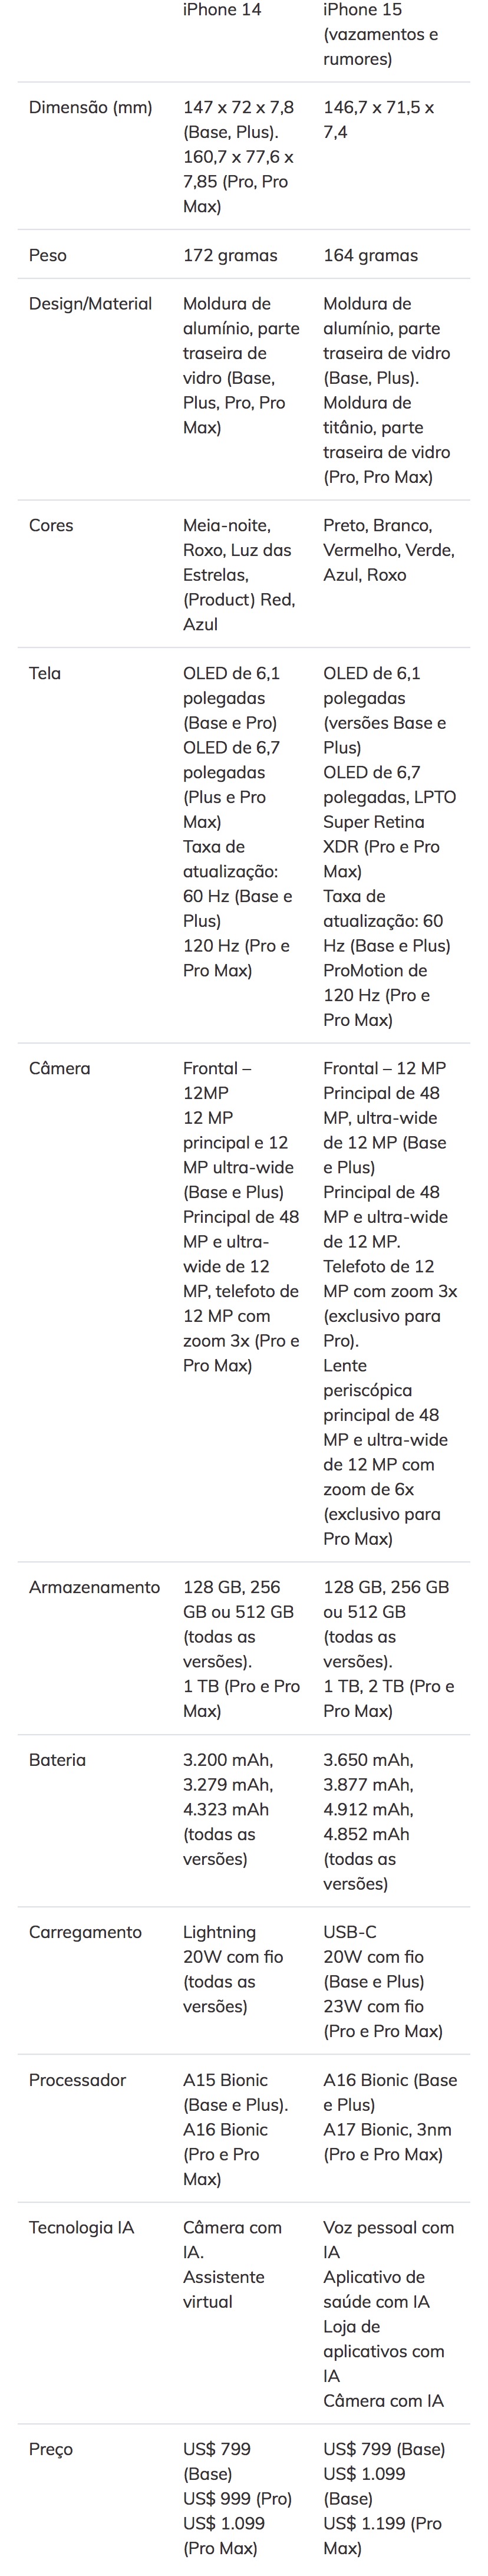 iPhone 14
iPhone 15
(vazamentos e
rumores)
Dimensão (mm)
147 x 72 x 7,8
(Base, Plus).
160,7 x 77,6 x
7,85 (Pro, Pro
Max)
146,7 x 71,5 x
7,4
Peso
172 gramas
164 gramas
Design/Material
Moldura de
alumínio, parte
traseira de
vidro (Base,
Plus, Pro, Pro
Max)
Moldura de
alumínio, parte
traseira de vidro
(Base, Plus).
Moldura de
titânio, parte
traseira de vidro
(Pro, Pro Max)
Cores
Meia-noite,
Roxo, Luz das
Estrelas,
(Product) Red,
Azul
Preto, Branco,
Vermelho, Verde,
Azul, Roxo
Tela
OLED de 6,1
polegadas
(Base e Pro)
OLED de 6,7
polegadas
(Plus e Pro
Max)
Taxa de
atualização:
60 Hz (Base e
Plus)
120 Hz (Pro e
Pro Max)
OLED de 6,1
polegadas
(versões Base e
Plus)
OLED de 6,7
polegadas, LPTO
Super Retina
XDR (Pro e Pro
Max)
Taxa de
atualização: 60
Hz (Base e Plus)
ProMotion de
120 Hz (Pro e
Pro Max)
Câmera
Frontal –
12MP
12 MP
principal e 12
MP ultra-wide
(Base e Plus)
Principal de 48
MP e ultra-
wide de 12
MP, telefoto de
12 MP com
zoom 3x (Pro e
Pro Max)
Frontal – 12 MP
Principal de 48
MP, ultra-wide
de 12 MP (Base
e Plus)
Principal de 48
MP e ultra-wide
de 12 MP.
Telefoto de 12
MP com zoom 3x
(exclusivo para
Pro).
Lente
periscópica
principal de 48
MP e ultra-wide
de 12 MP com
zoom de 6x
(exclusivo para
Pro Max)
Armazenamento
128 GB, 256
GB ou 512 GB
(todas as
versões).
1 TB (Pro e Pro
Max)
128 GB, 256 GB
ou 512 GB
(todas as
versões).
1 TB, 2 TB (Pro e
Pro Max)
Bateria
3.200 mAh,
3.279 mAh,
4.323 mAh
(todas as
versões)
3.650 mAh,
3.877 mAh,
4.912 mAh,
4.852 mAh
(todas as
versões)
Carregamento
Lightning
20W com fio
(todas as
versões)
USB-C
20W com fio
(Base e Plus)
23W com fio
(Pro e Pro Max)
Processador
A15 Bionic
(Base e Plus).
A16 Bionic
(Pro e Pro
Max)
A16 Bionic (Base
e Plus)
A17 Bionic, 3nm
(Pro e Pro Max)
Tecnologia IA
Câmera com
IA.
Assistente
virtual
Voz pessoal com
IA
Aplicativo de
saúde com IA
Loja de
aplicativos com
IA
Câmera com IA
Preço
US$ 799
(Base)
US$ 999 (Pro)
US$ 1.099
(Pro Max)
US$ 799 (Base)
US$ 1.099
(Base)
US$ 1.199 (Pro
Max)